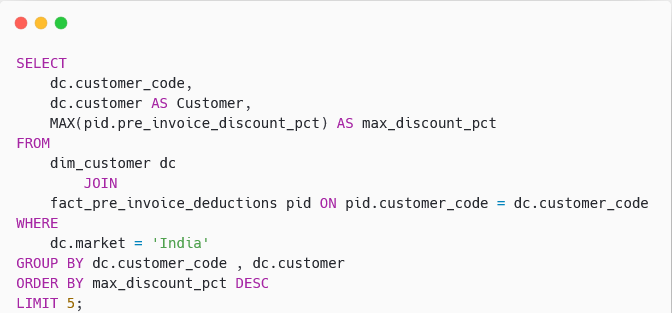 SELECT
    dc.customer_code,
    dc.customer AS Customer,
    MAX(pid.pre_invoice_discount_pct) AS max_discount_pct
FROM
    dim_customer dc
        JOIN
    fact_pre_invoice_deductions pid ON pid.customer_code = dc.customer_code
WHERE
    dc.market = 'India'
GROUP BY dc.customer_code , dc.customer
ORDER BY max_discount_pct DESC
LIMIT 5;